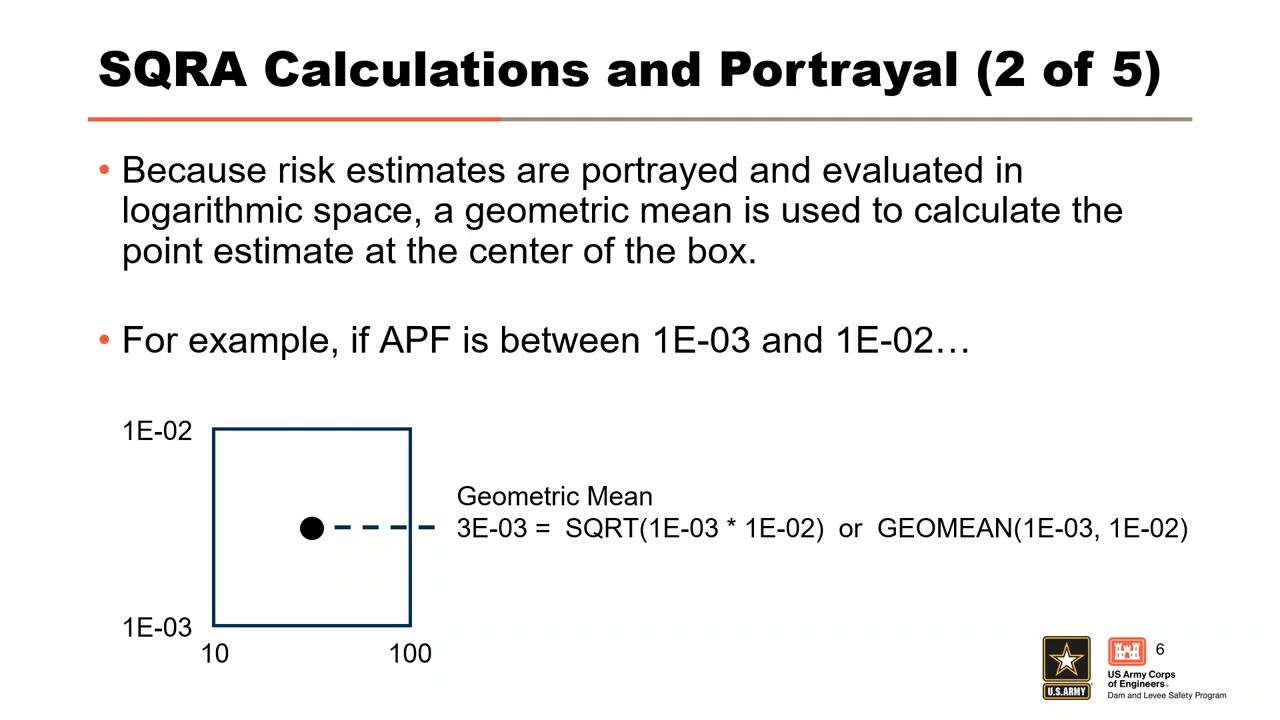 SQRA Calculations and Portrayal (2 of 5)
• Because risk estimates are portrayed and evaluated in
logarithmic space, a geometric mean is used to calculate the
point estimate at the center of the box.
• For example, if APF is between 1E-03 and 1E-02…
1E-02
Geometric Mean
3E-03 = SQRT(1E-03 * 1E-02) or GEOMEAN(1E-03, 1E-02)
1E-03
10 100
6
U.S.ARMY
US Army Corps
of Engineers®
Dam and Levee Safety Program